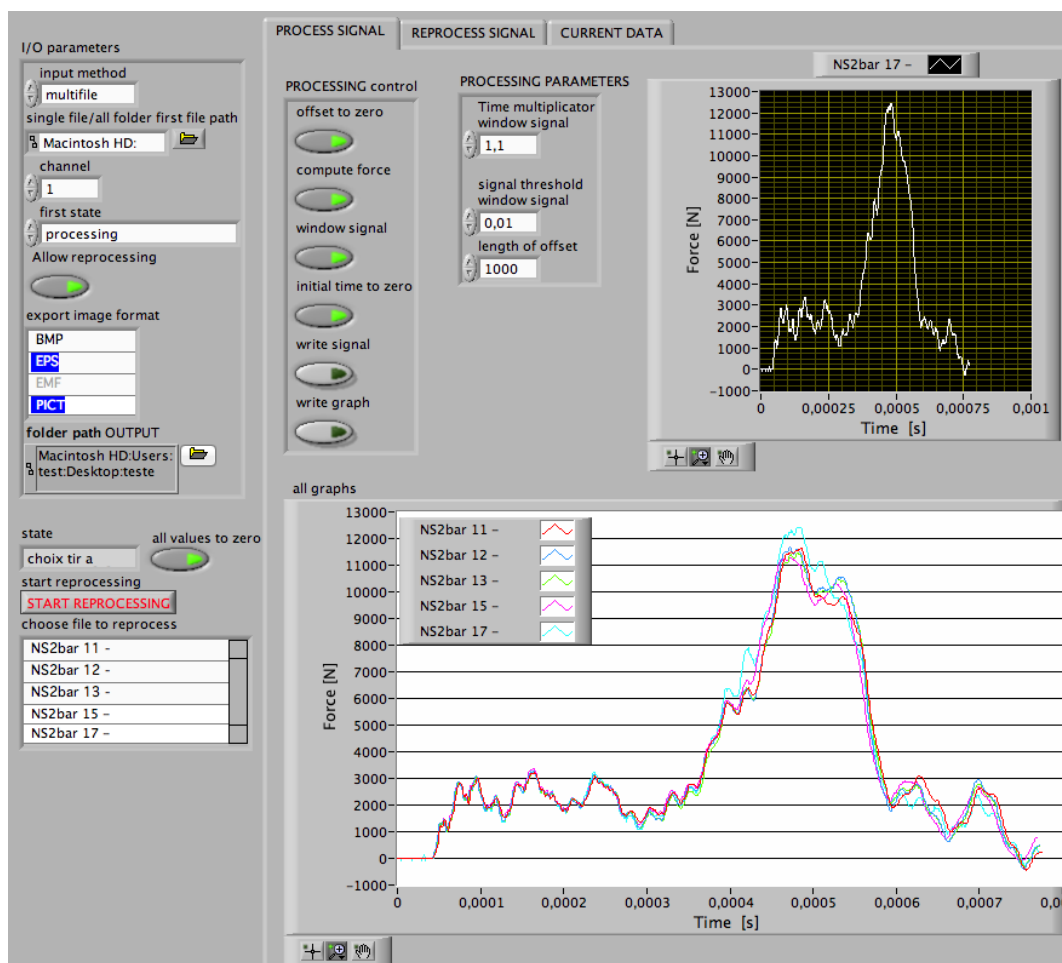 PROCESS SIGNAL
REPROCESS SIGNAL
CURRENT DATA
I/O parameters
input method
multifile
single file/all folder first file path
Macintosh HD:
channel
1
first state
processing
Allow reprocessing
export image format
BMP
EPS
EMF
PICT
folder path OUTPUT
Macintosh HD:Users:
test:Desktop:teste
state
choix tir a
all values to zero
start reprocessing
START REPROCESSING
choose file to reprocess
NS2bar 11 -
NS2bar 12 -
NS2bar 13 -
NS2bar 15 -
NS2bar 17 -
PROCESSING control
offset to zero
compute force
window signal
initial time to zero
write signal
write graph
PROCESSING PARAMETERS
Time multiplicator
window signal
1,1
signal threshold
window signal
0,01
length of offset
1000
NS2bar 17 -
13000
12000
11000
10000
9000
8000
7000
6000
5000
4000
3000
2000
1000
0
-1000
Force [N]
0 0,00025 0,0005 0,00075 0,001
Time [s]
all graphs
13000
12000
11000
10000
9000
8000
7000
6000
5000
4000
3000
2000
1000
0
-1000
Force [N]
NS2bar 11 -
NS2bar 12 -
NS2bar 13 -
NS2bar 15 -
NS2bar 17 -
0 0,0001 0,0002 0,0003 0,0004 0,0005 0,0006 0,0007
Time [s]